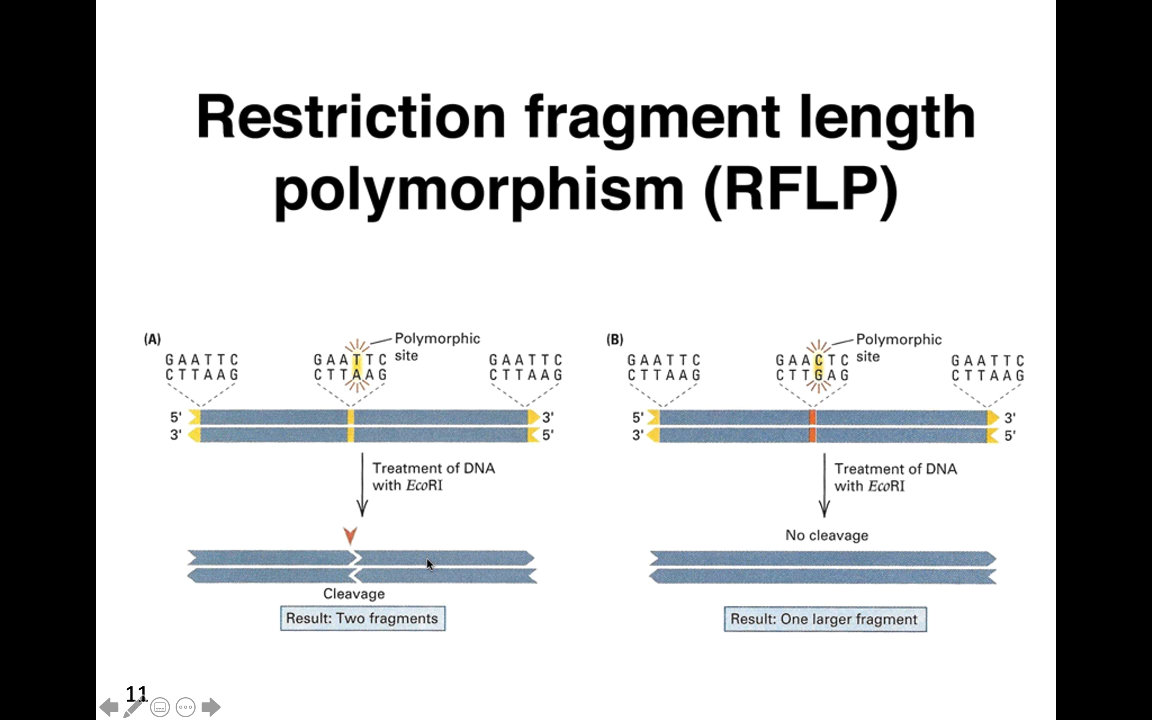 Restriction fragment length
polymorphism (RFLP)
(A)
Polymorphic
site
G A A T T C
C T T A A G
G A A T T C
C T T A A G
G A A T T C
C T T A A G
5' 3'
3' 5'
Treatment of DNA
with EcoRI
Cleavage
Result: Two fragments
(B)
Polymorphic
site
G A A T T C
C T T A A G
G A A C T C
C T T G A G
G A A T T C
C T T A A G
5' 3'
3' 5'
Treatment of DNA
with EcoRI
No cleavage
Result: One larger fragment
11